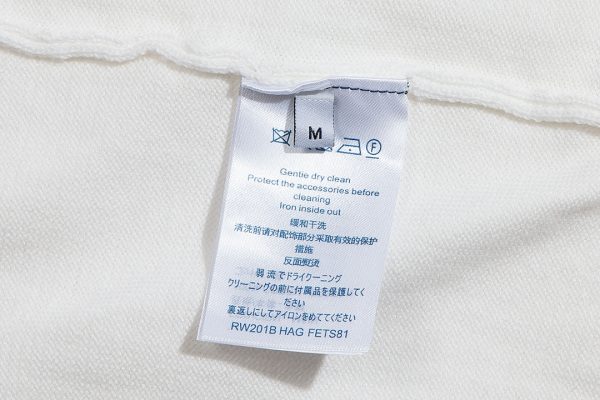 M
F
Gentle dry clean
Protect the accessories before
cleaning
Iron inside out
缓和干洗
清洗前请对配饰部分采取有效的保护
措施
反面熨烫
弱流でドライクーニング
クリーニングの前に付属品を保護してく
ださい
裏返しにしてアイロンをめててください
RW201B HAG FETS81